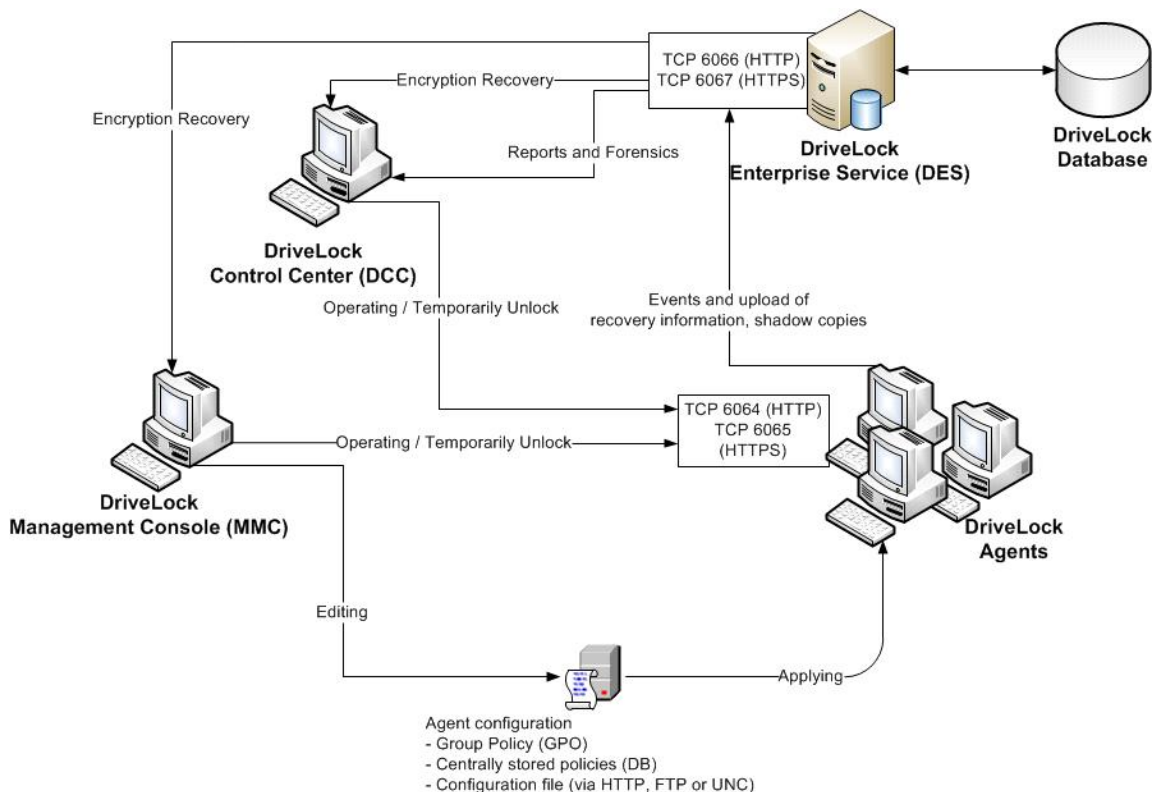 TCP 6066 (HTTP)
TCP 6067 (HTTPS)
Encryption Recovery
Encryption Recovery
Reports and Forensics
DriveLock
Enterprise Service (DES)
DriveLock
Database
DriveLock
Control Center (DCC)
Operating / Temporarily Unlock
Events and upload of
recovery information, shadow copies
TCP 6064 (HTTP)
TCP 6065
(HTTPS)
Operating / Temporarily Unlock
DriveLock
Management Console (MMC)
DriveLock
Agents
Editing
Applying
Agent configuration
- Group Policy (GPO)
- Centrally stored policies (DB)
- Configuration file (via HTTP, FTP or UNC)